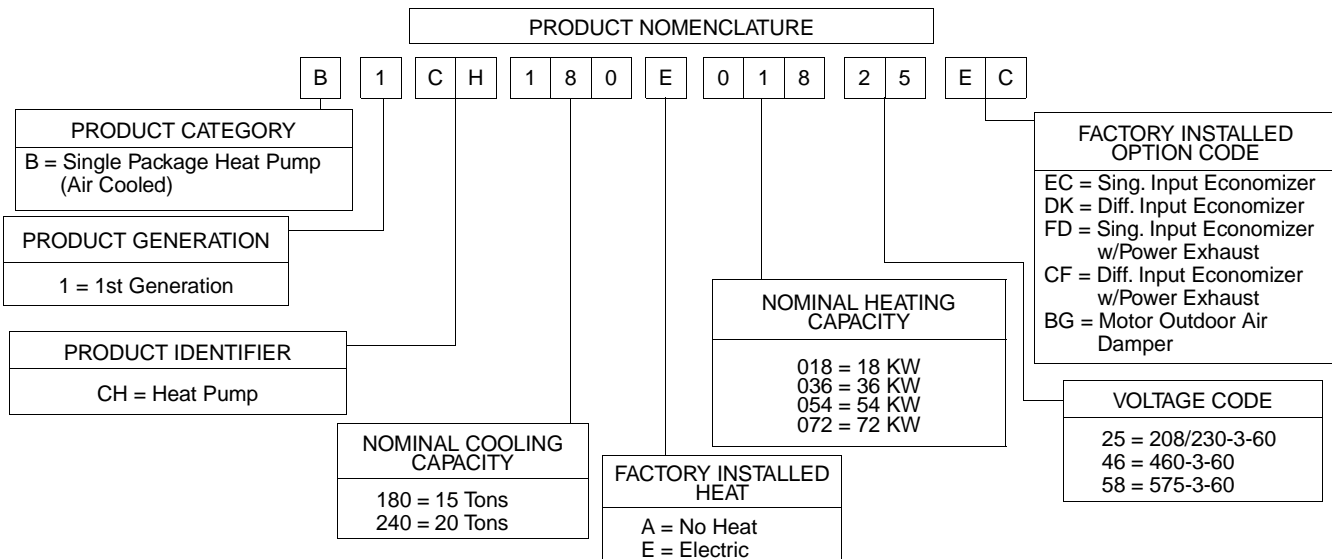 PRODUCT NOMENCLATURE
B 1 C H 1 8 0 E 0 1 8 2 5 E C
PRODUCT CATEGORY
B = Single Package Heat Pump
(Air Cooled)
PRODUCT GENERATION
1 = 1st Generation
PRODUCT IDENTIFIER
CH = Heat Pump
NOMINAL COOLING
CAPACITY
180 = 15 Tons
240 = 20 Tons
FACTORY INSTALLED
HEAT
A = No Heat
E = Electric
NOMINAL HEATING
CAPACITY
018 = 18 KW
036 = 36 KW
054 = 54 KW
072 = 72 KW
FACTORY INSTALLED
OPTION CODE
EC = Sing. Input Economizer
DK = Diff. Input Economizer
FD = Sing. Input Economizer
w/Power Exhaust
CF = Diff. Input Economizer
w/Power Exhaust
BG = Motor Outdoor Air
Damper
VOLTAGE CODE
25 = 208/230-3-60
46 = 460-3-60
58 = 575-3-60